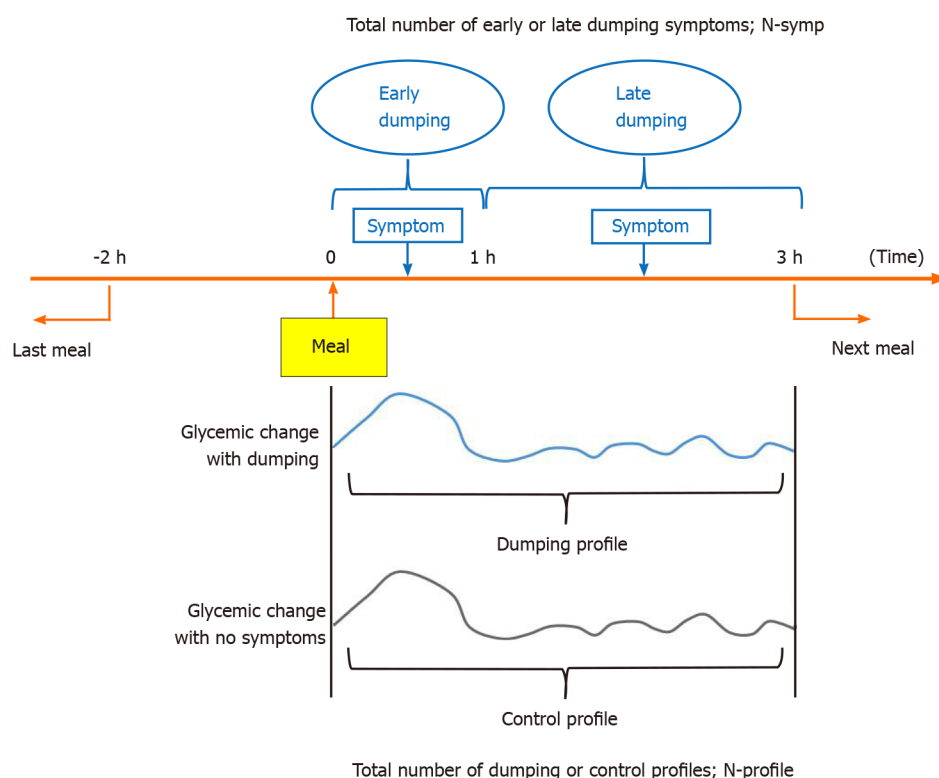 Total number of early or late dumping symptoms; N-symp
Early
dumping
Late
dumping
Symptom
Symptom
-2 h
0
1 h
3 h
(Time)
Last meal
Meal
Next meal
Glycemic change
with dumping
Dumping profile
Glycemic change
with no symptoms
Control profile
Total number of dumping or control profiles; N-profile